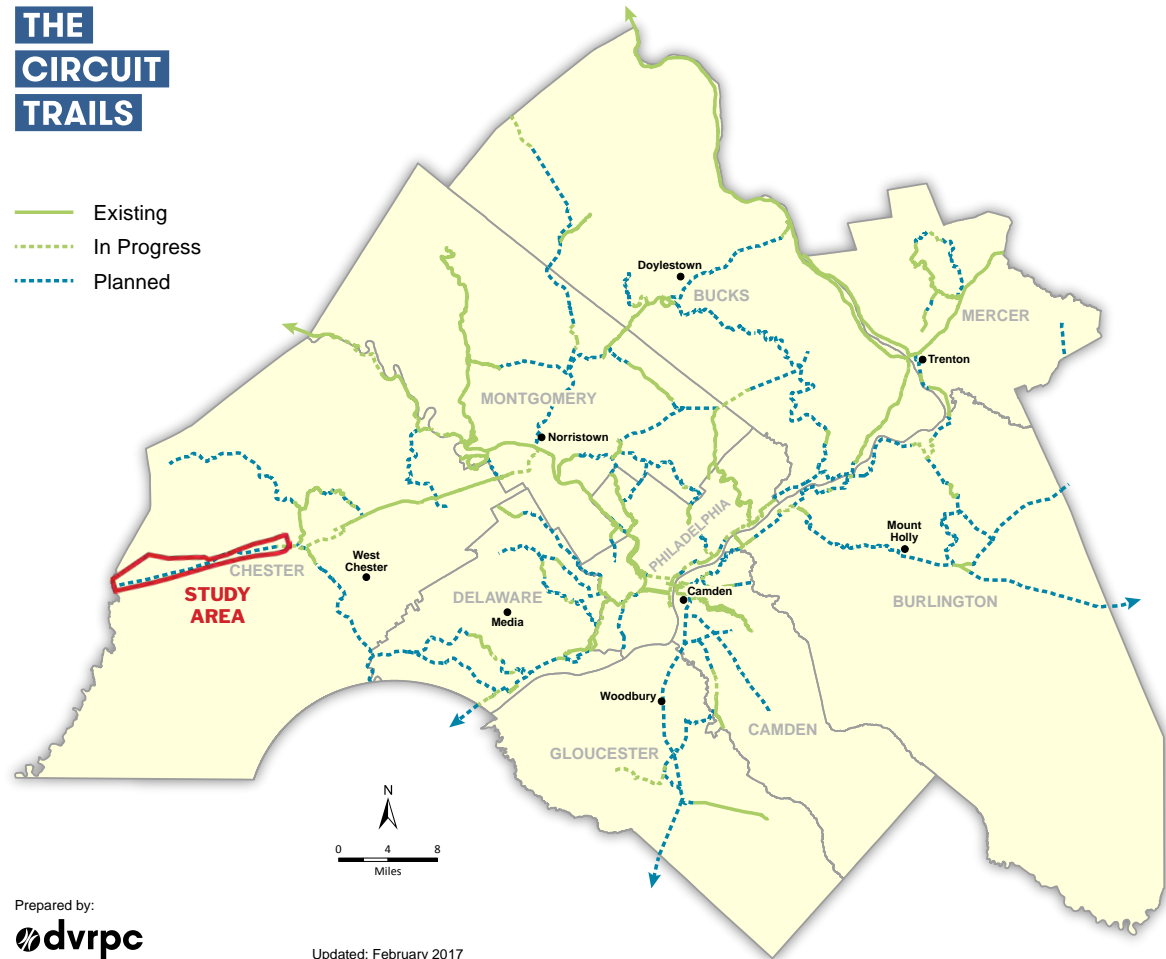 THE
CIRCUIT
TRAILS
Existing
In Progress
Planned
Doylestown
BUCKS
MERCER
Trenton
MONTGOMERY
Norristown
PHILADELPHIA
Mount
Holly
West
Chester
CHESTER
STUDY
AREA
DELAWARE
Media
Camden
BURLINGTON
Woodbury
CAMDEN
GLOUCESTER
N
0 4 8
Miles
Prepared by:
dvrpc
Updated: February 2017